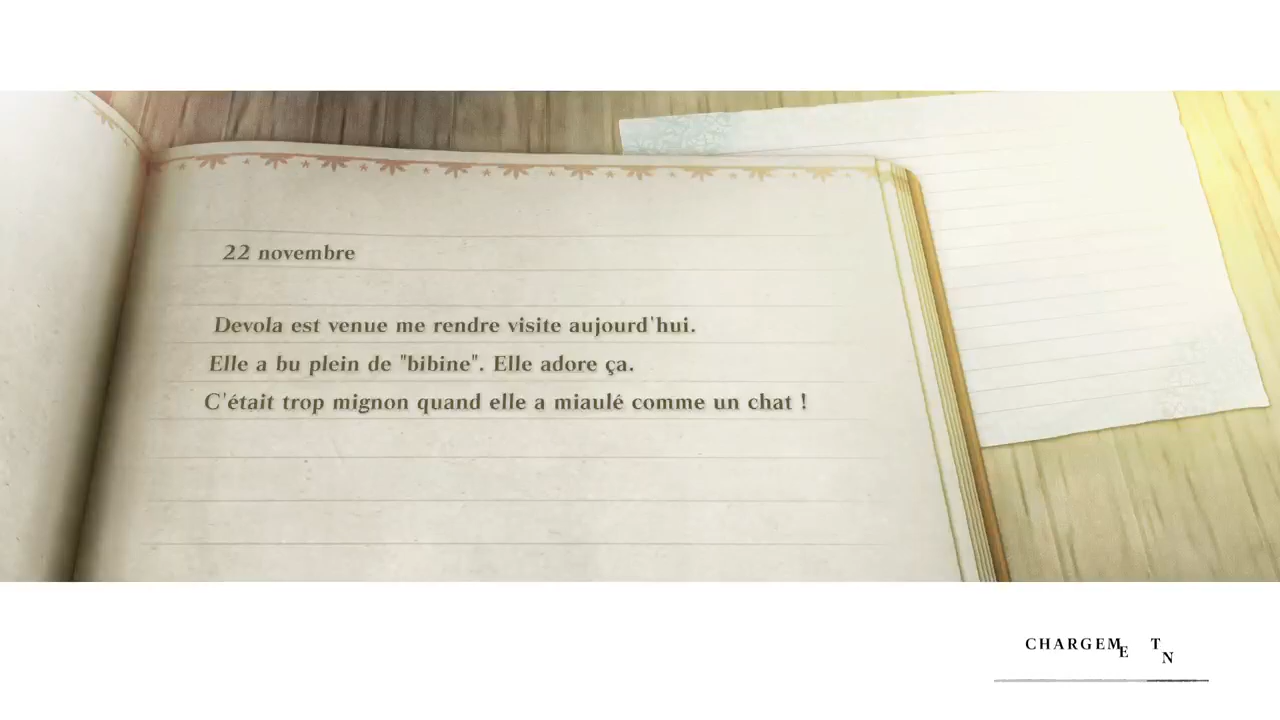 22 novembre
Devola est venue me rendre visite aujourd'hui.
Elle a bu plein de "bibine". Elle adore ça.
C'était trop mignon quand elle a miaulé comme un chat !
CHARGEMENT